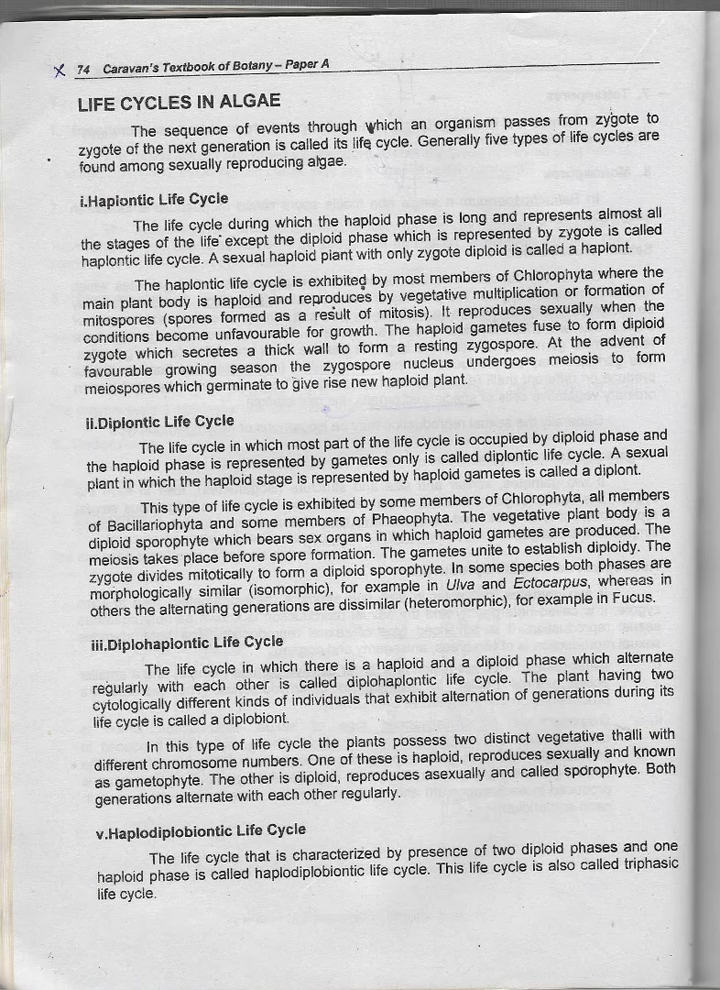 74 Caravan's Textbook of Botany – Paper A
LIFE CYCLES IN ALGAE
The sequence of events through which an organism passes from zygote to
zygote of the next generation is called its life cycle. Generally five types of life cycles are
found among sexually reproducing algae.
i.Haplontic Life Cycle
The life cycle during which the haploid phase is long and represents almost all
the stages of the life except the diploid phase which is represented by zygote is called
haplontic life cycle. A sexual haploid plant with only zygote diploid is called a haplont.
The haplontic life cycle is exhibited by most members of Chlorophyta where the
main plant body is haploid and reproduces by vegetative multiplication or formation of
mitospores (spores formed as a result of mitosis). It reproduces sexually when the
conditions become unfavourable for growth. The haploid gametes fuse to form diploid
zygote which secretes a thick wall to form a resting zygospore. At the advent of
favourable growing season the zygospore nucleus undergoes meiosis to form
meiospores which germinate to give rise new haploid plant.
ii.Diplontic Life Cycle
The life cycle in which most part of the life cycle is occupied by diploid phase and
the haploid phase is represented by gametes only is called diplontic life cycle. A sexual
plant in which the haploid stage is represented by haploid gametes is called a diplont.
This type of life cycle is exhibited by some members of Chlorophyta, all members
of Bacillariophyta and some members of Phaeophyta. The vegetative plant body is a
diploid sporophyte which bears sex organs in which haploid gametes are produced. The
meiosis takes place before spore formation. The gametes unite to establish diploidy. The
zygote divides mitotically to form a diploid sporophyte. In some species both phases are
morphologically similar (isomorphic), for example in Ulva and Ectocarpus, whereas in
others the alternating generations are dissimilar (heteromorphic), for example in Fucus.
iii.Diplohaplontic Life Cycle
The life cycle in which there is a haploid and a diploid phase which alternate
regularly with each other is called diplohaplontic life cycle. The plant having two
cytologically different kinds of individuals that exhibit alternation of generations during its
life cycle is called a diplobiont.
In this type of life cycle the plants possess two distinct vegetative thalli with
different chromosome numbers. One of these is haploid, reproduces sexually and known
as gametophyte. The other is diploid, reproduces asexually and called sporophyte. Both
generations alternate with each other regularly.
v.Haplodiplobiontic Life Cycle
The life cycle that is characterized by presence of two diploid phases and one
haploid phase is called haplodiplobiontic life cycle. This life cycle is also called triphasic
life cycle.